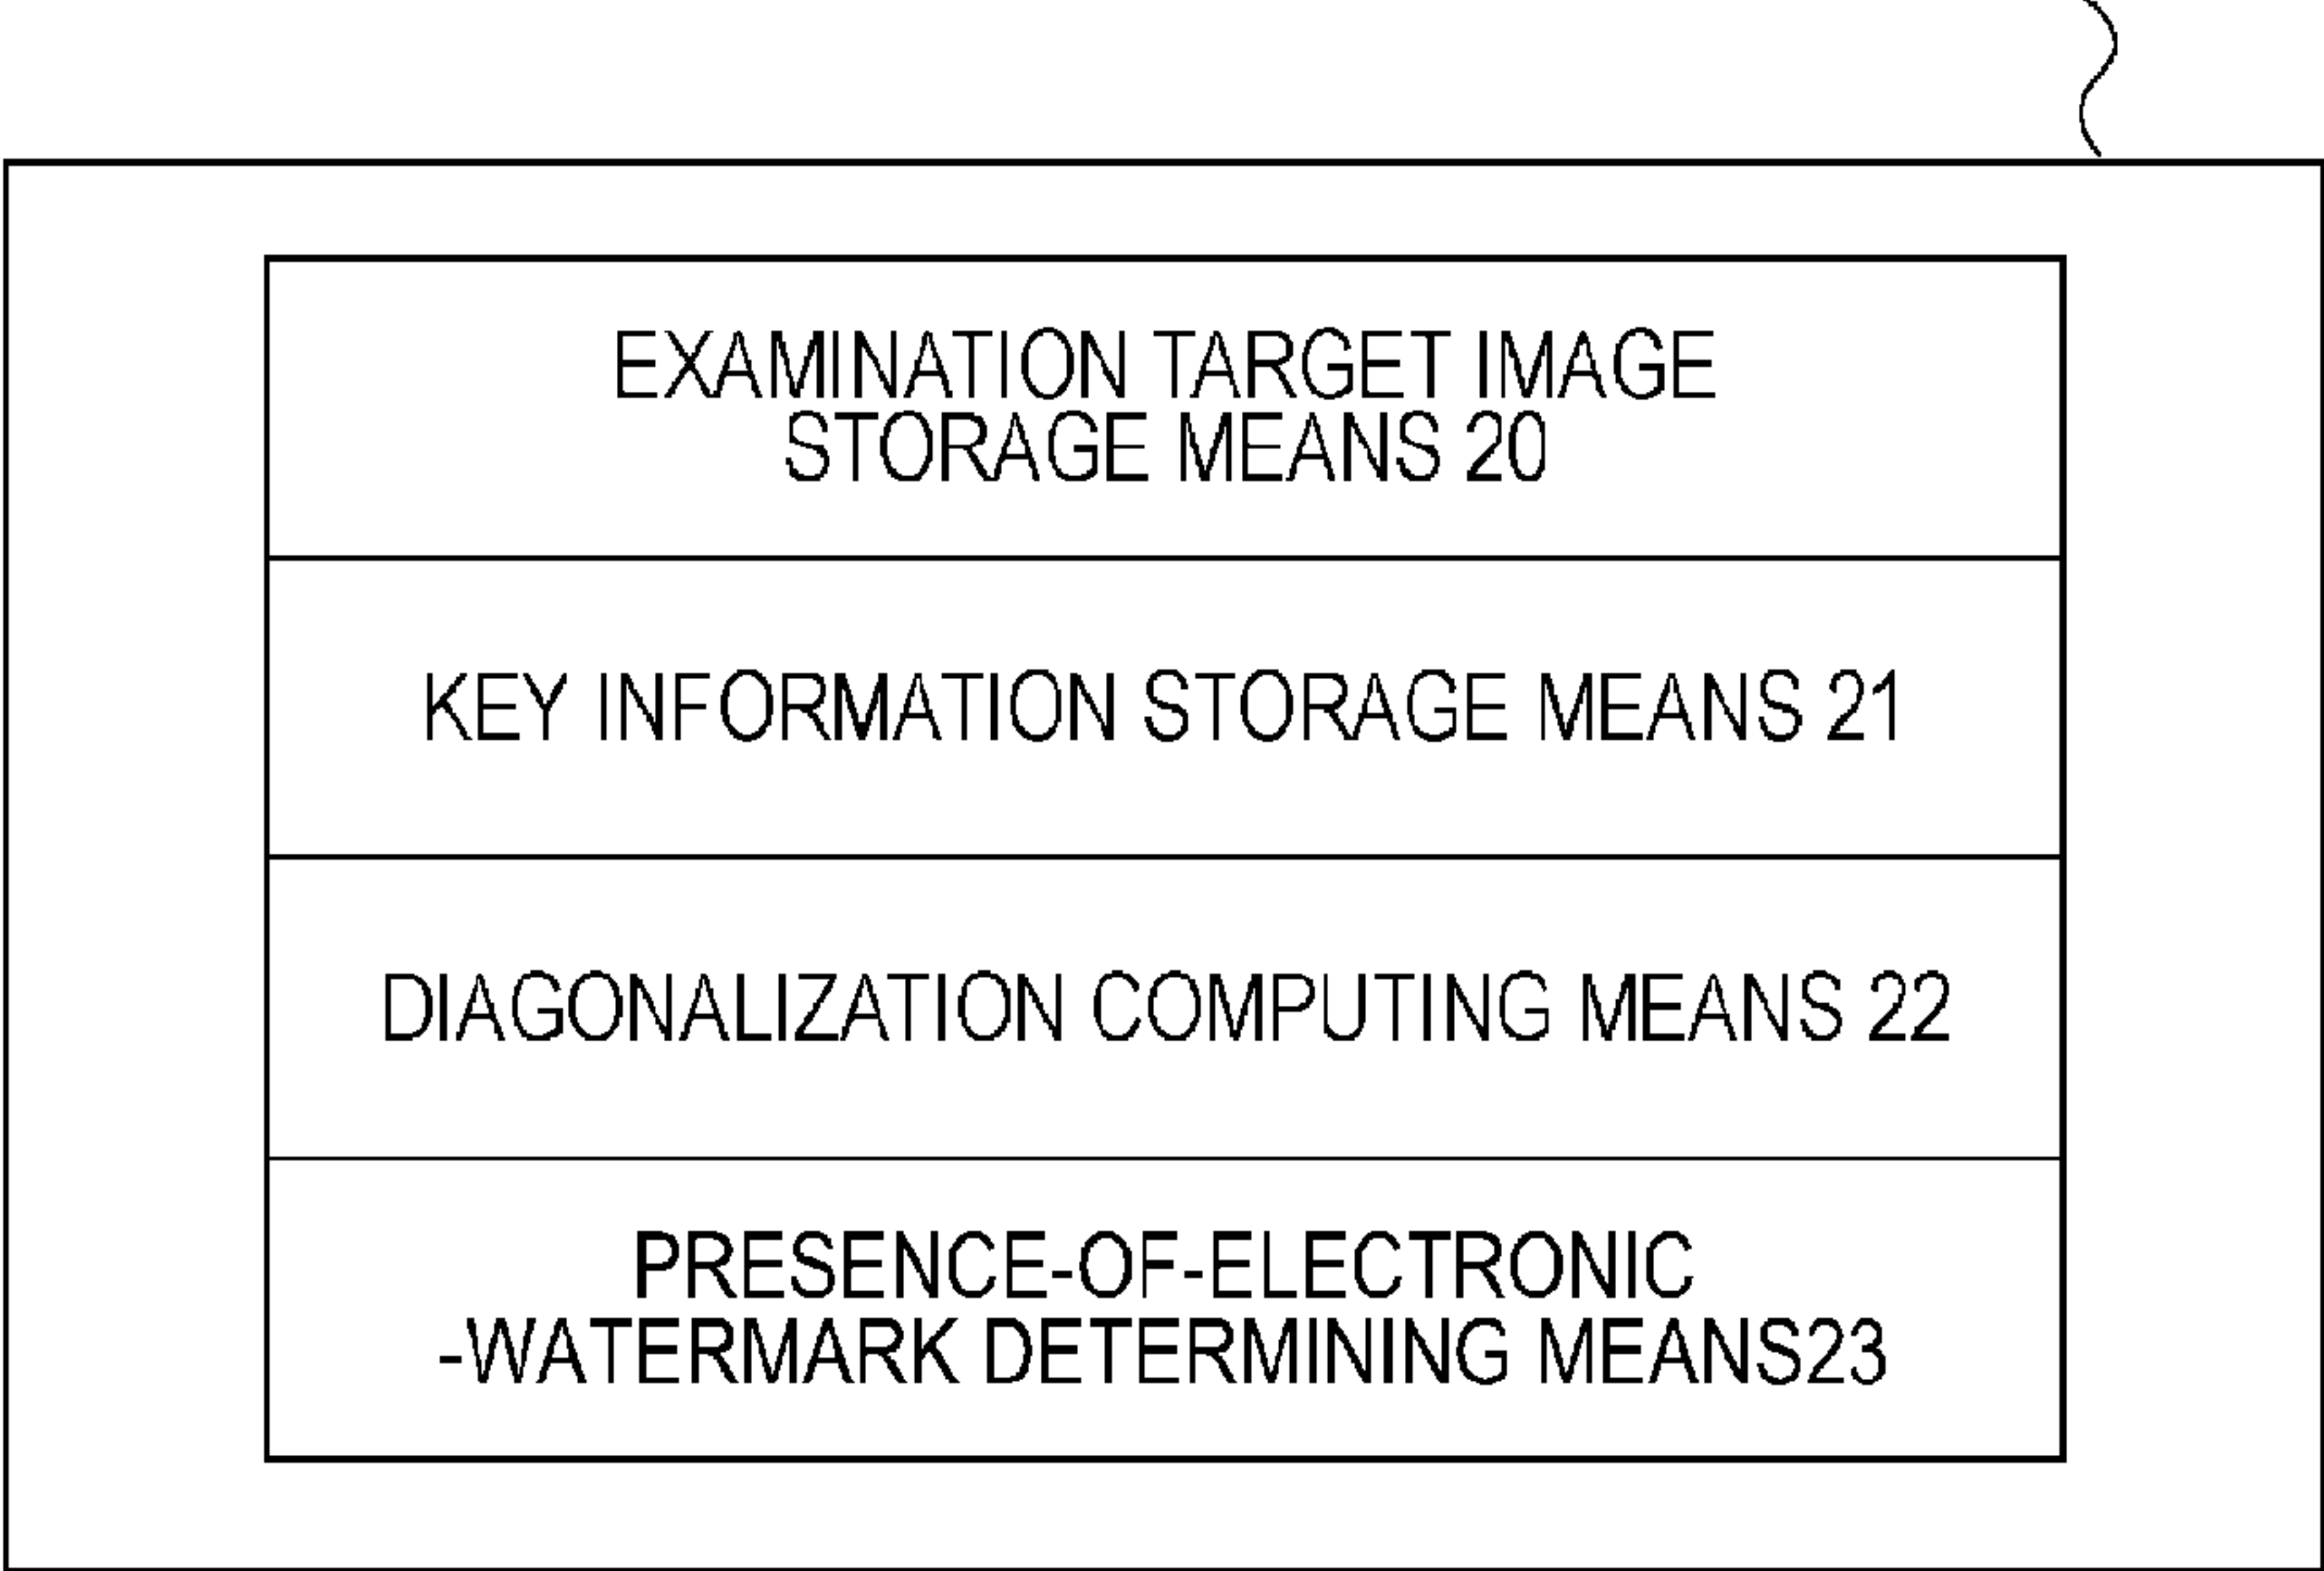 EXAMINATION TARGET IMAGE
STORAGE MEANS 20
KEY INFORMATION STORAGE MEANS 21
DIAGONALIZATION COMPUTING MEANS 22
PRESENCE-OF-ELECTRONIC
-WATERMARK DETERMINING MEANS23